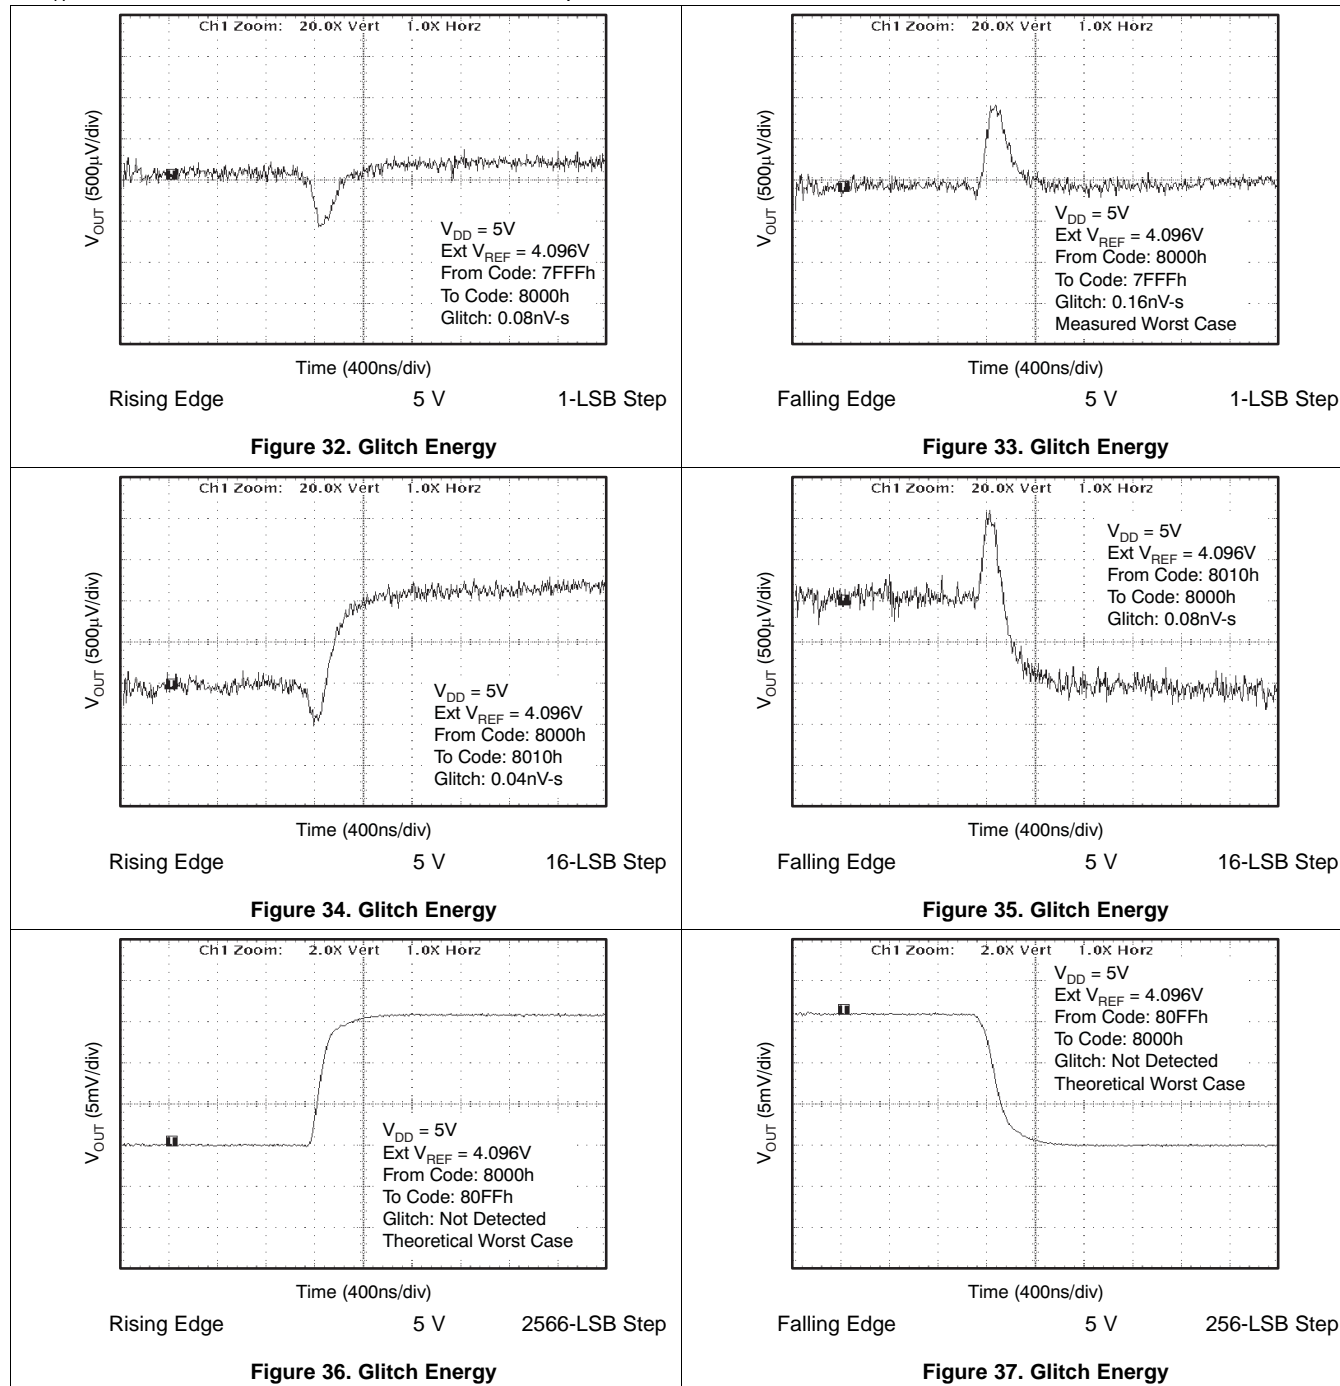 Ch1 Zoom: 20.0X Vert 1.0X Horz
VOUT (500µV/div)
VDD = 5V
Ext VREF = 4.096V
From Code: 7FFFh
To Code: 8000h
Glitch: 0.08nV-s
Time (400ns/div)
Rising Edge 5 V 1-LSB Step
Figure 32. Glitch Energy
Ch1 Zoom: 20.0X Vert 1.0X Horz
VOUT (500µV/div)
VDD = 5V
Ext VREF = 4.096V
From Code: 8000h
To Code: 7FFFh
Glitch: 0.16nV-s
Measured Worst Case
Time (400ns/div)
Falling Edge 5 V 1-LSB Step
Figure 33. Glitch Energy
Ch1 Zoom: 20.0X Vert 1.0X Horz
VOUT (500µV/div)
VDD = 5V
Ext VREF = 4.096V
From Code: 8000h
To Code: 8010h
Glitch: 0.04nV-s
Time (400ns/div)
Rising Edge 5 V 16-LSB Step
Figure 34. Glitch Energy
Ch1 Zoom: 20.0X Vert 1.0X Horz
VOUT (500µV/div)
VDD = 5V
Ext VREF = 4.096V
From Code: 8010h
To Code: 8000h
Glitch: 0.08nV-s
Time (400ns/div)
Falling Edge 5 V 16-LSB Step
Figure 35. Glitch Energy
Ch1 Zoom: 2.0X Vert 1.0X Horz
VOUT (5mV/div)
VDD = 5V
Ext VREF = 4.096V
From Code: 8000h
To Code: 80FFh
Glitch: Not Detected
Theoretical Worst Case
Time (400ns/div)
Rising Edge 5 V 2566-LSB Step
Figure 36. Glitch Energy
Ch1 Zoom: 2.0X Vert 1.0X Horz
VOUT (5mV/div)
VDD = 5V
Ext VREF = 4.096V
From Code: 80FFh
To Code: 8000h
Glitch: Not Detected
Theoretical Worst Case
Time (400ns/div)
Falling Edge 5 V 256-LSB Step
Figure 37. Glitch Energy